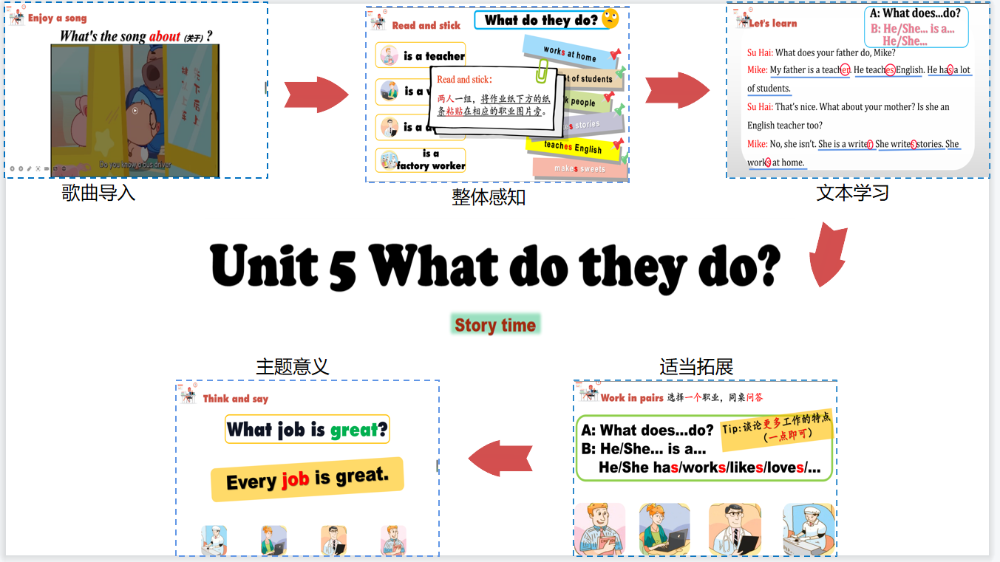 Enjoy a song
What's the song about (关于) ?
先下后上
Do you know a bus driver
歌曲导入
Read and stick
What do they do?
is a teacher
is a
is a
is a
factory worker
Read and stick:
两人一组，将作业纸下方的纸
条粘贴在相应的职业图片旁。
works at home
of students
people
stories
teaches English
makes sweets
整体感知
Let's learn
A: What does...do?
B: He/She... is a...
He/She...
Su Hai: What does your father do, Mike?
Mike: My father is a teacher. He teaches English. He has a lot
of students.
Su Hai: That's nice. What about your mother? Is she an
English teacher too?
Mike: No, she isn't. She is a writer. She writes stories. She
works at home.
文本学习
Unit 5 What do they do?
Story time
主题意义
Think and say
What job is great?
Every job is great.
适当拓展
Work in pairs 选择一个职业，同桌问答
A: What does...do?
B: He/She... is a...
He/She has/works/likes/loves/...
Tip:谈论更多工作的特点
(一点即可)